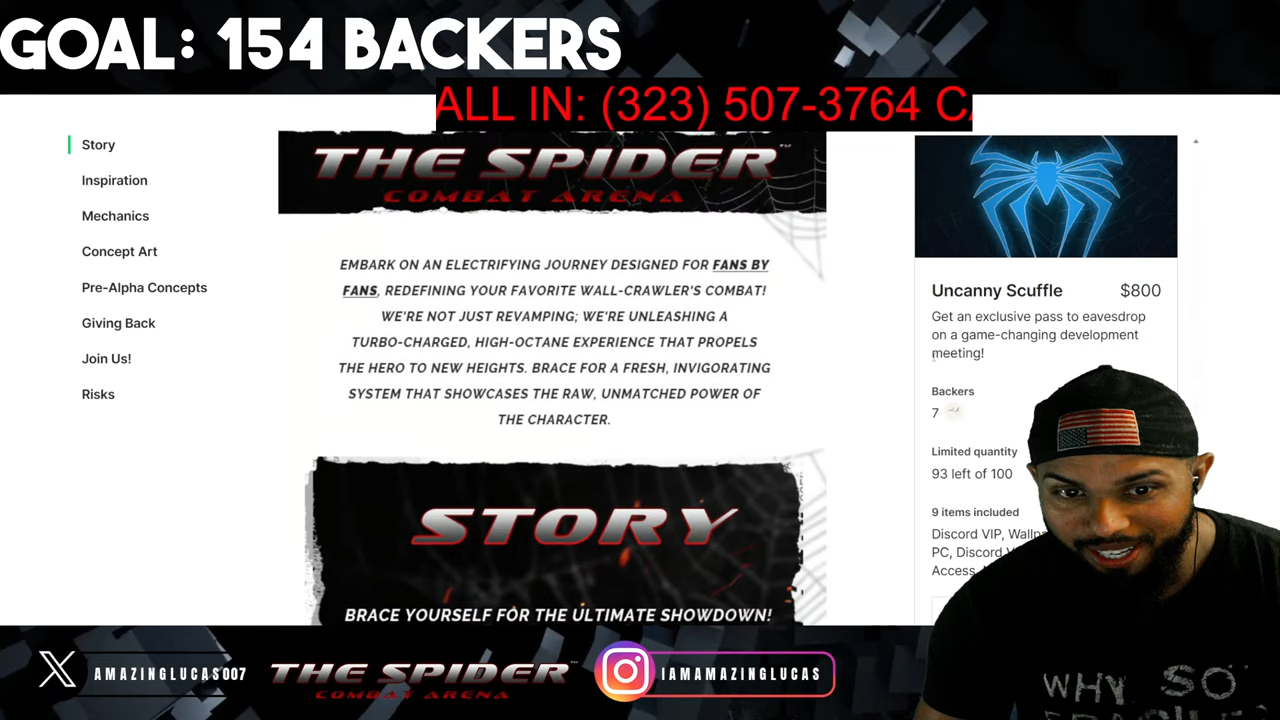 GOAL: 154 BACKERS
ALL IN: (323) 507-3764
Story
Inspiration
Mechanics
Concept Art
Pre-Alpha Concepts
Giving Back
Join Us!
Risks
THE SPIDER™
COMBAT ARENA
EMBARK ON AN ELECTRIFYING JOURNEY DESIGNED FOR FANS BY
FANS, REDEFINING YOUR FAVORITE WALL-CRAWLER'S COMBAT!
WE'RE NOT JUST REVAMPING; WE'RE UNLEASHING A
TURBO-CHARGED, HIGH-OCTANE EXPERIENCE THAT PROPELS
THE HERO TO NEW HEIGHTS. BRACE FOR A FRESH, INVIGORATING
SYSTEM THAT SHOWCASES THE RAW, UNMATCHED POWER OF
THE CHARACTER.
STORY
BRACE YOURSELF FOR THE ULTIMATE SHOWDOWN!
Uncanny Scuffle $800
Get an exclusive pass to eavesdrop
on a game-changing development
meeting!
Backers
7
Limited quantity
93 left of 100
9 items included
Discord VIP,
PC, Discord
Access,
AMAZINGLUCAS007
THE SPIDER™
COMBAT ARENA
IAMAMAZINGLUCAS
WHY SO